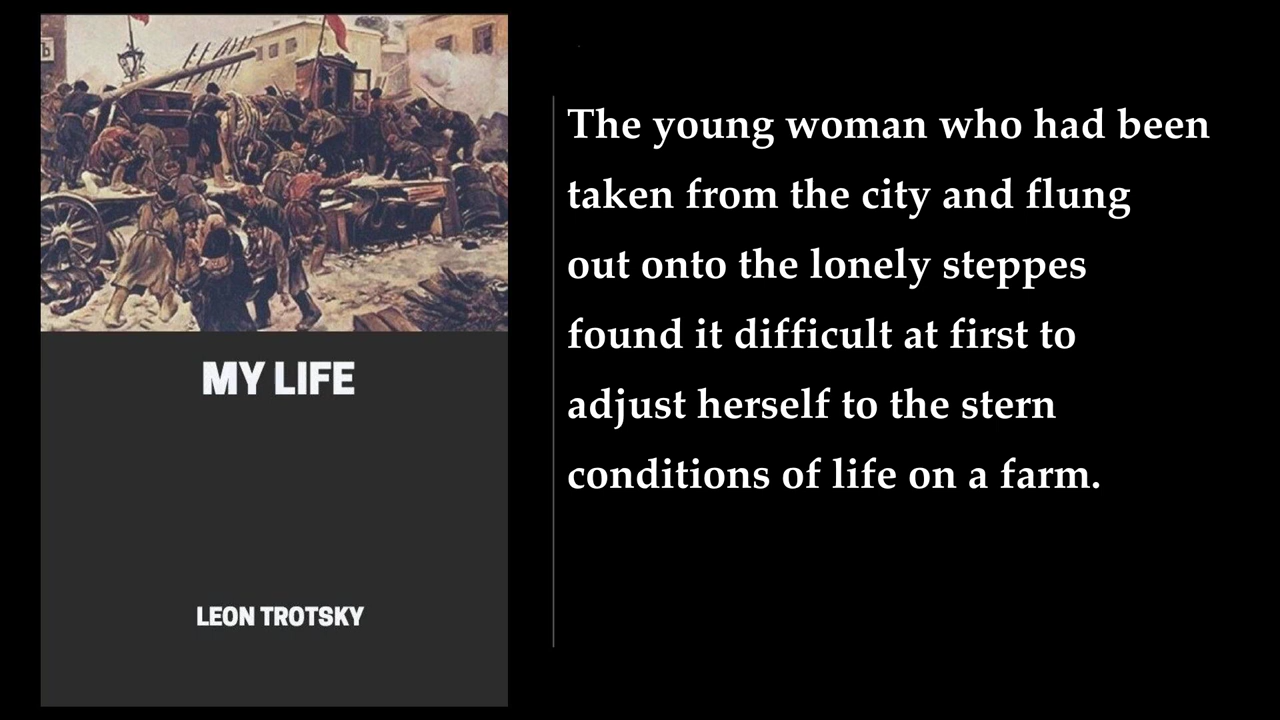 MY LIFE
LEON TROTSKY
The young woman who had been
taken from the city and flung
out onto the lonely steppes
found it difficult at first to
adjust herself to the stern
conditions of life on a farm.